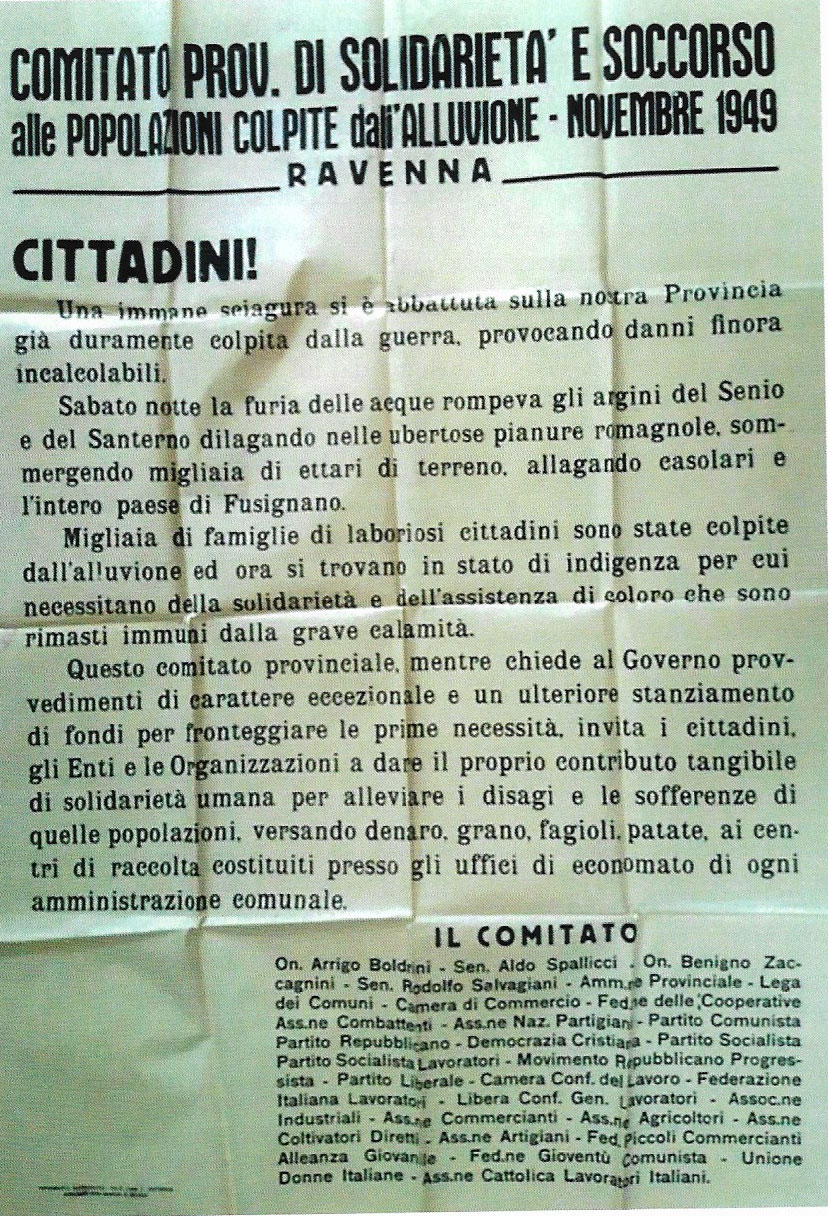 COMITATO PROV. DI SOLIDARIETA' E SOCCORSO
alle POPOLAZIONI COLPITE dall'ALLUVIONE - NOVEMBRE 1949
RAVENNA
CITTADINI!
Una immane sciagura si è abbattuta sulla nostra Provincia
già duramente colpita dalla guerra, provocando danni finora
incalcolabili.
Sabato notte la furia delle acque rompeva gli argini del Senio
e del Santerno dilagando nelle ubertose pianure romagnole, som-
mergendo migliaia di ettari di terreno, allagando casolari e
l'intero paese di Fusignano.
Migliaia di famiglie di laboriosi cittadini sono state colpite
dall'alluvione ed ora si trovano in stato di indigenza per cui
necessitano della solidarietà e dell'assistenza di coloro che sono
rimasti immuni dalla grave calamità.
Questo comitato provinciale, mentre chiede al Governo prov-
vedimenti di carattere eccezionale e un ulteriore stanziamento
di fondi per fronteggiare le prime necessità, invita i cittadini,
gli Enti e le Organizzazioni a dare il proprio contributo tangibile
di solidarietà umana per alleviare i disagi e le sofferenze di
quelle popolazioni, versando denaro, grano, fagioli, patate, ai cen-
tri di raccolta costituiti presso gli uffici di economato di ogni
amministrazione comunale.
IL COMITATO
On. Arrigo Boldrini - Sen. Aldo Spallicci - On. Benigno Zac-
cagnini - Sen. Rodolfo Salvagiani - Amm.re Provinciale - Lega
dei Comuni - Camera di Commercio - Fed.ne delle Cooperative
Ass.ne Combattenti - Ass.ne Naz. Partigiani - Partito Comunista
Partito Repubblicano - Democrazia Cristiana - Partito Socialista
Partito Socialista Lavoratori - Movimento Repubblicano Progres-
sista - Partito Liberale - Camera Conf. del Lavoro - Federazione
Italiana Lavoratori - Libera Conf. Gen. Lavoratori - Assoc.ne
Industriali - Ass.ne Commercianti - Ass.ne Agricoltori - Ass.ne
Coltivatori Diretti - Ass.ne Artigiani - Fed. Piccoli Commercianti
Alleanza Giovanile - Fed.ne Gioventù Comunista - Unione
Donne Italiane - Ass.ne Cattolica Lavoratori Italiani.